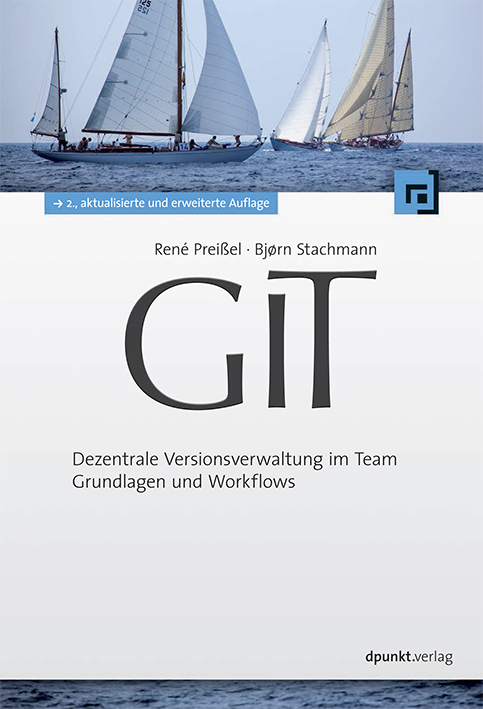 → 2., aktualisierte und erweiterte Auflage
René Preißel · Bjørn Stachmann
GIT
Dezentrale Versionsverwaltung im Team
Grundlagen und Workflows
dpunkt.verlag